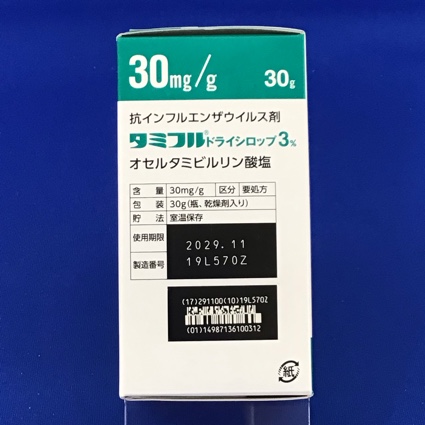 30mg/g 30g
抗インフルエンザウイルス剤
タミフル®ドライシロップ3%
オセルタミビルリン酸塩
含量 30mg/g 区分 要処方
包装 30g(瓶、乾燥剤入り)
貯法 室温保存
使用期限 2029.11
製造番号 19L570Z
(17)291100(10)19L570Z
(01)14987136100312
紙